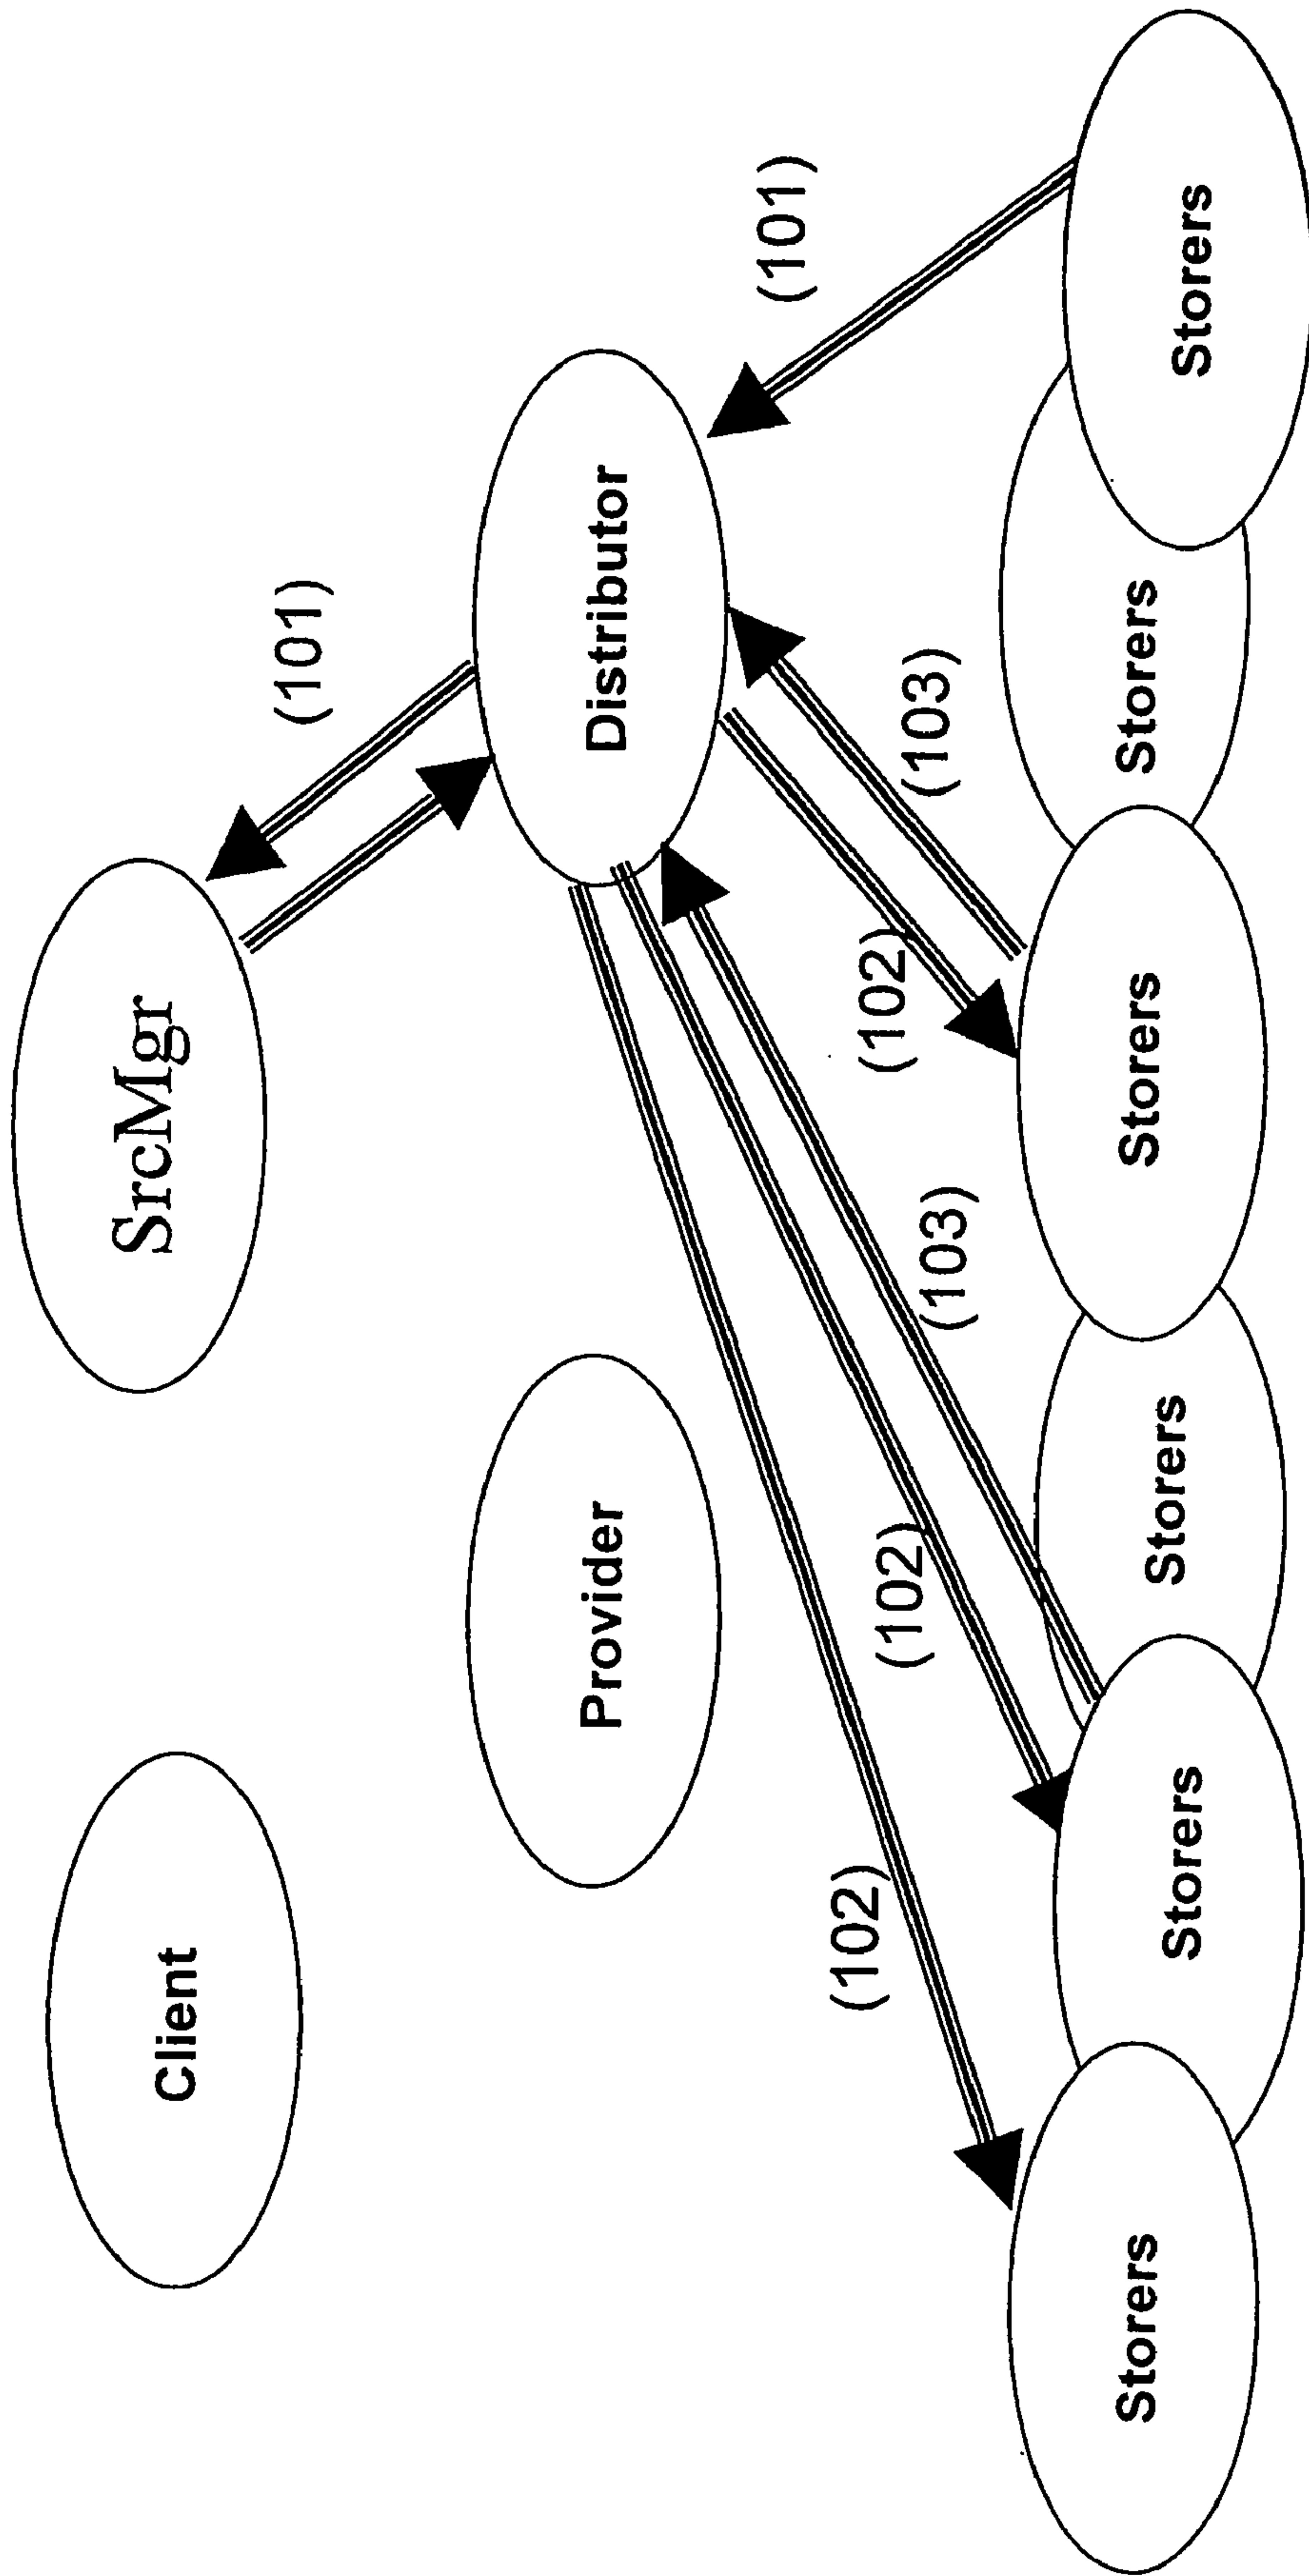 Client
SrcMgr
(101)
Provider
Distributor
(101)
(102)
(102)
(103)
(102)
(103)
Storers
Storers
Storers
Storers
Storers
Storers